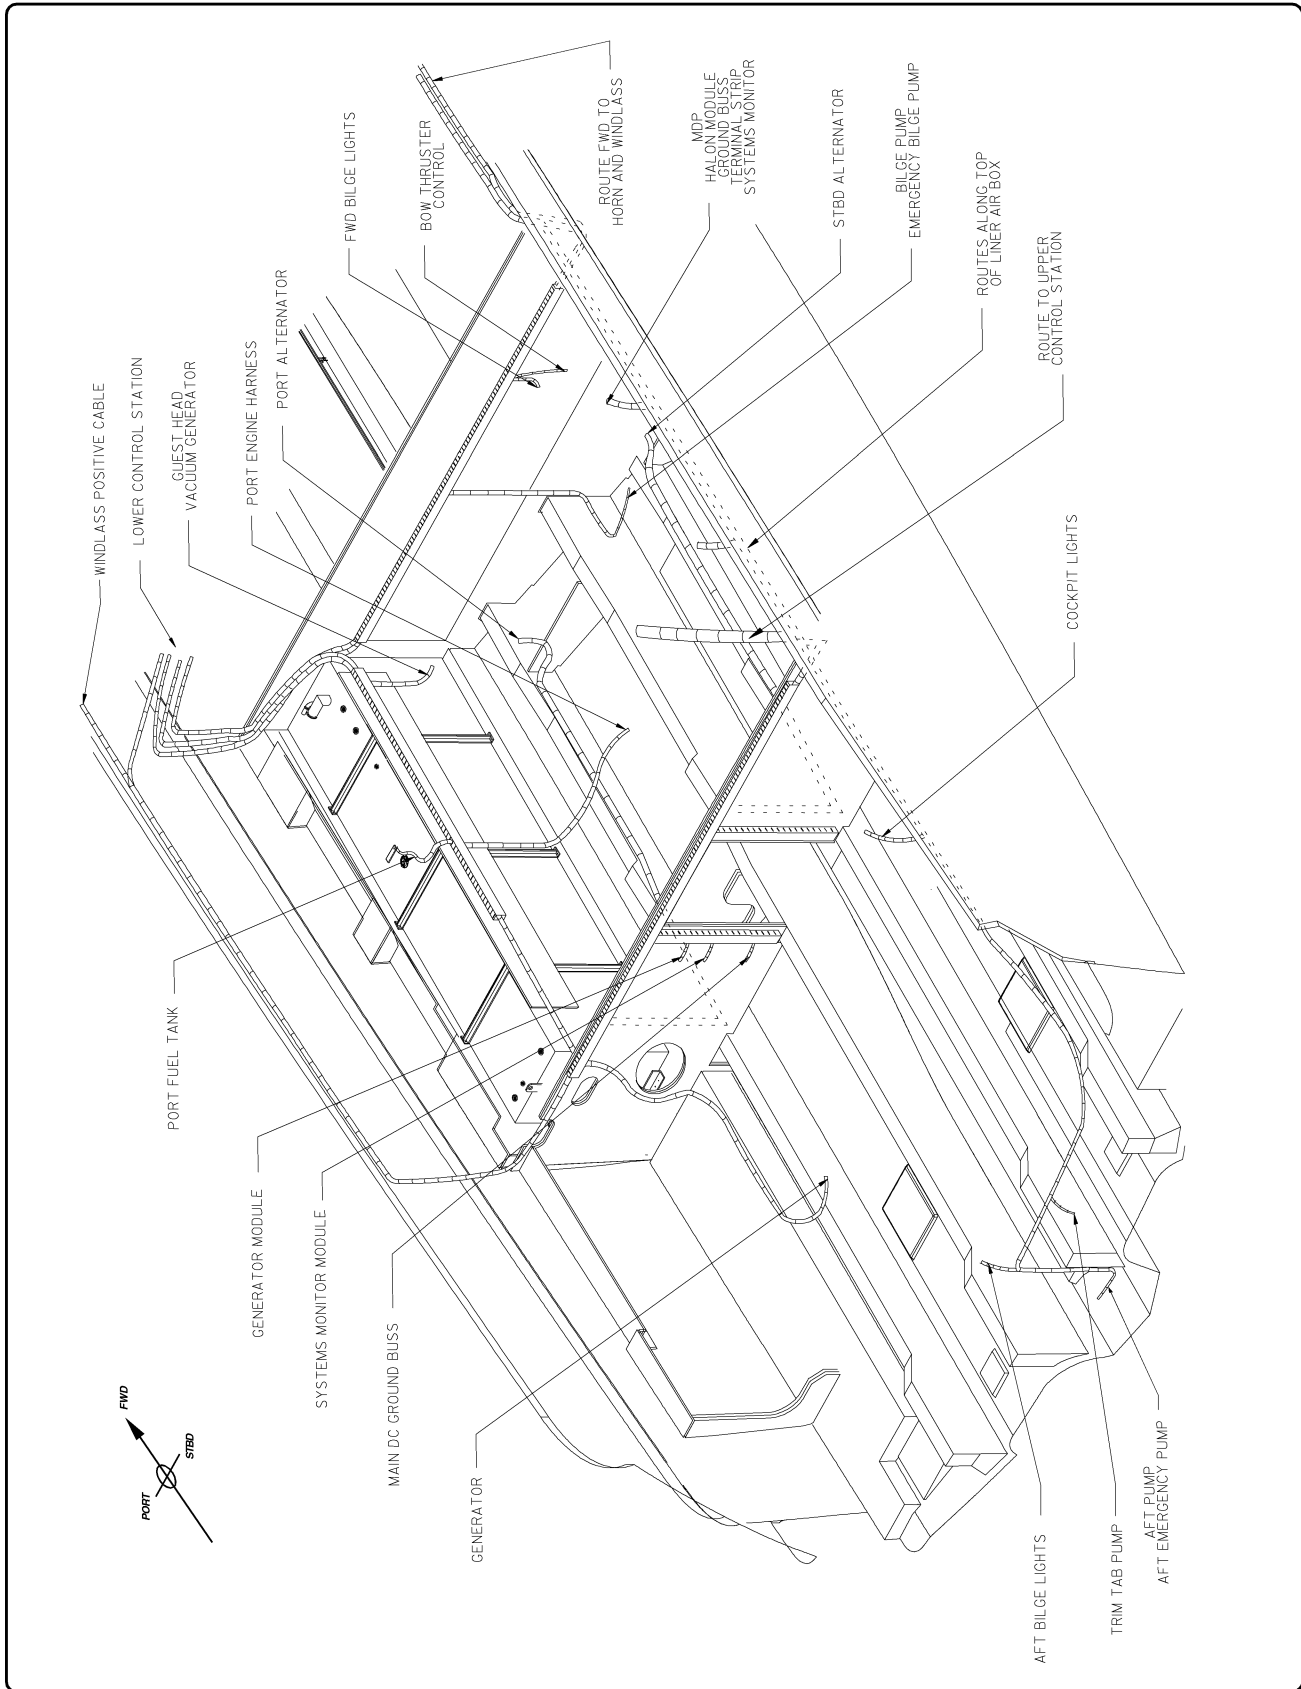 WINDLASS POSITIVE CABLE
LOWER CONTROL STATION
GUEST HEAD
VACUUM GENERATOR
PORT ENGINE HARNESS
PORT ALTERNATOR
FWD BILGE LIGHTS
BOW THRUSTER
CONTROL
ROUTE FWD TO
HORN AND WINDLASS
MDP
HALON MODULE
GROUND BUSS
TERMINAL STRIP
SYSTEMS MONITOR
STBD ALTERNATOR
BILGE PUMP
EMERGENCY BILGE PUMP
ROUTES ALONG TOP
OF LINER AIR BOX
ROUTE TO UPPER
CONTROL STATION
COCKPIT LIGHTS
PORT FUEL TANK
GENERATOR MODULE
SYSTEMS MONITOR MODULE
MAIN DC GROUND BUSS
GENERATOR
AFT BILGE LIGHTS
TRIM TAB PUMP
AFT PUMP
AFT EMERGENCY PUMP
FWD
PORT
STBD